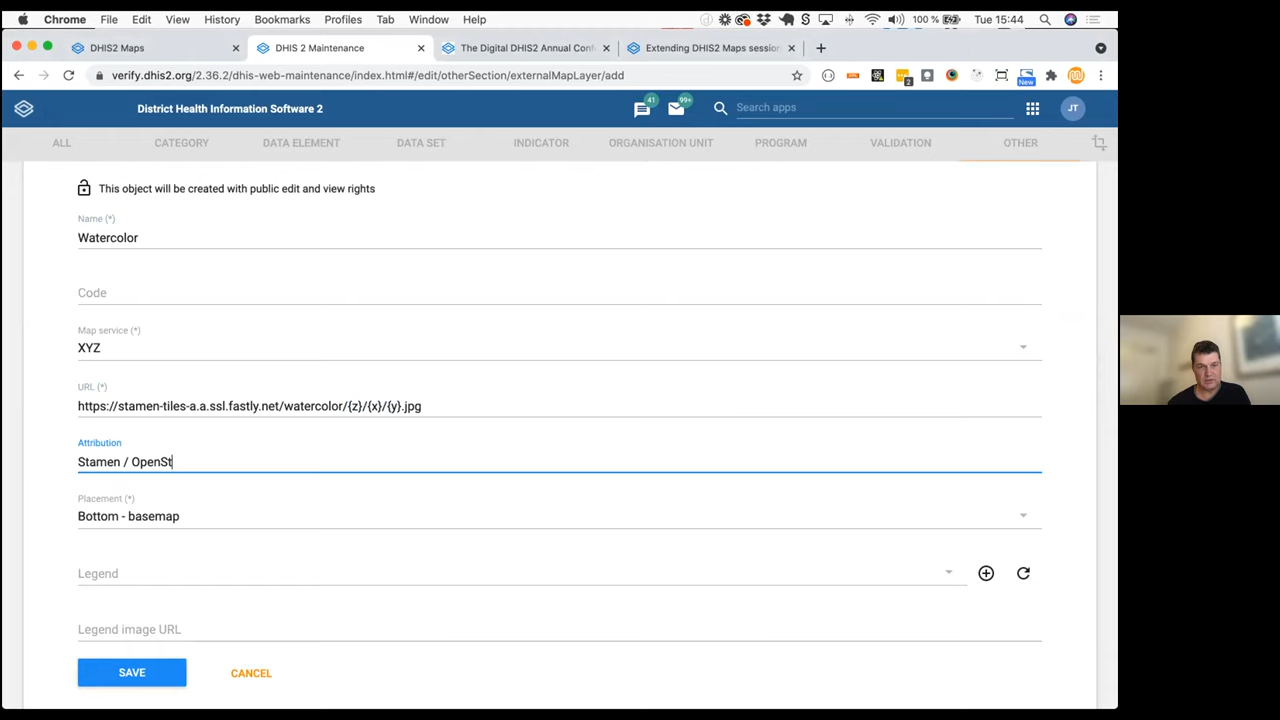 Chrome File Edit View History Bookmarks Profiles Tab Window Help 100 % Tue 15:44
DHIS2 Maps DHIS 2 Maintenance The Digital DHIS2 Annual Conf Extending DHIS2 Maps session
verify.dhis2.org/2.36.2/dhis-web-maintenance/index.html#/edit/otherSection/externalMapLayer/add 2 New
District Health Information Software 2 41 99+ Search apps JT
ALL CATEGORY DATA ELEMENT DATA SET INDICATOR ORGANISATION UNIT PROGRAM VALIDATION OTHER
This object will be created with public edit and view rights
Name (*)
Watercolor
Code
Map service (*)
XYZ
URL (*)
https://stamen-tiles-a.a.ssl.fastly.net/watercolor/{z}/{x}/{y}.jpg
Attribution
Stamen / OpenSt
Placement (*)
Bottom - basemap
Legend
Legend image URL
SAVE CANCEL